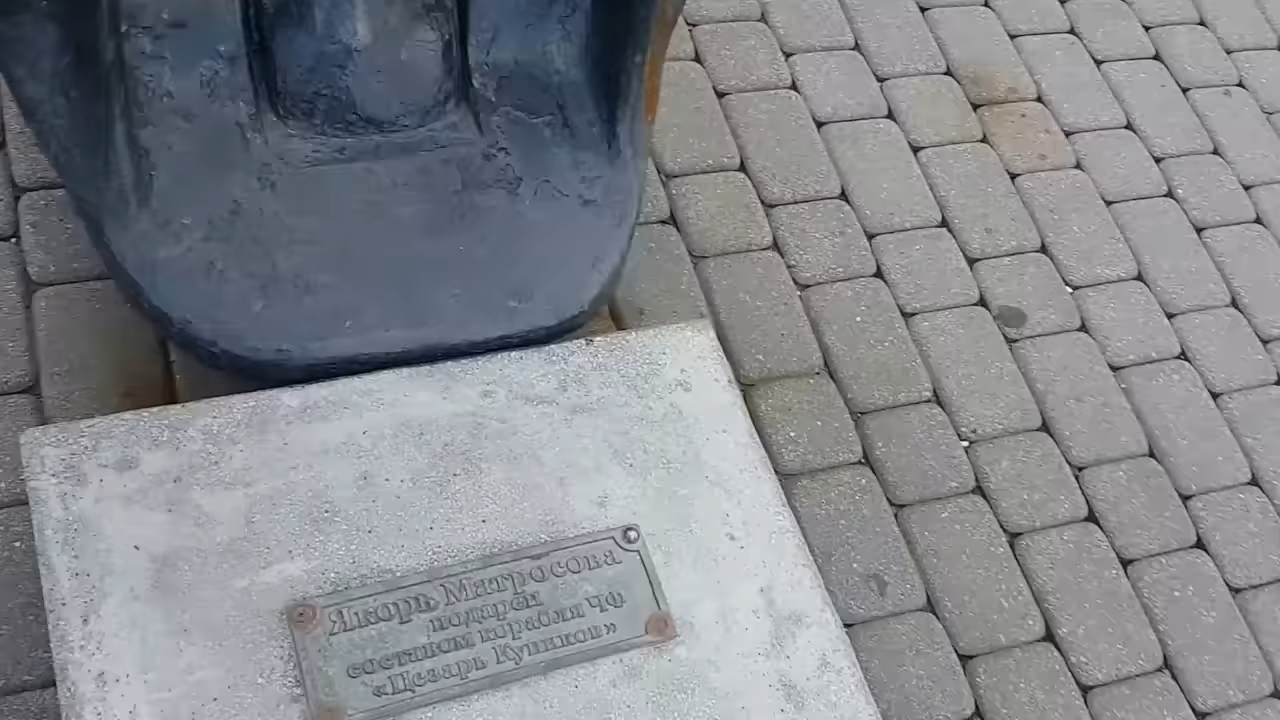 Якорь Матросова
подарен
составом корабля ЧФ
«Цезарь Куников»